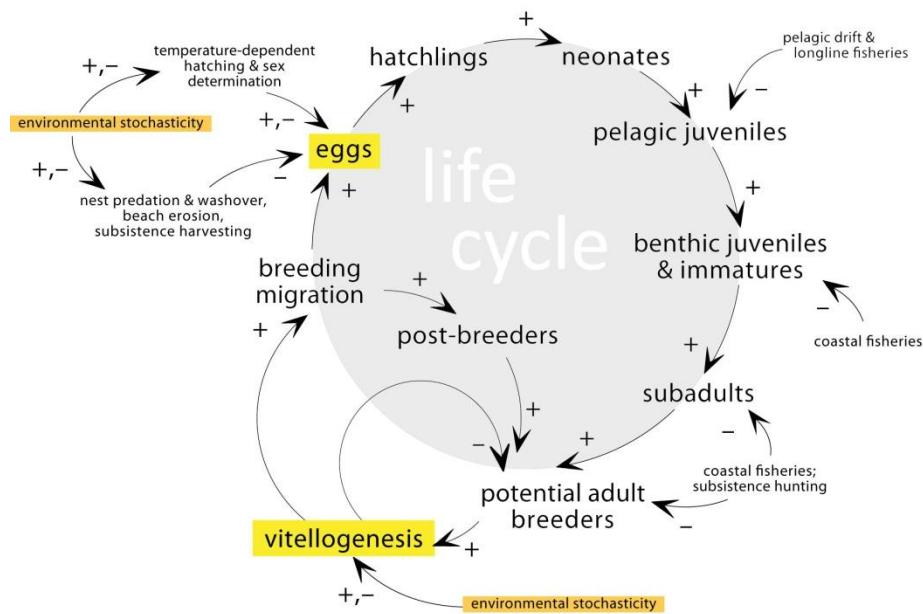 +
hatchlings
neonates
pelagic drift &
longline fisheries
temperature-dependent
hatching & sex
determination
+,-
+
+
–
pelagic juveniles
environmental stochasticity
+,-
eggs
life
cycle
+,-
–
+
+
nest predation & washover,
beach erosion,
subsistence harvesting
benthic juveniles
& immatures
breeding
migration
+
–
+
post-breeders
coastal fisheries
+
subadults
+
–
–
+
coastal fisheries;
subsistence hunting
potential adult
breeders
–
vitellogenesis
+
+,-
environmental stochasticity